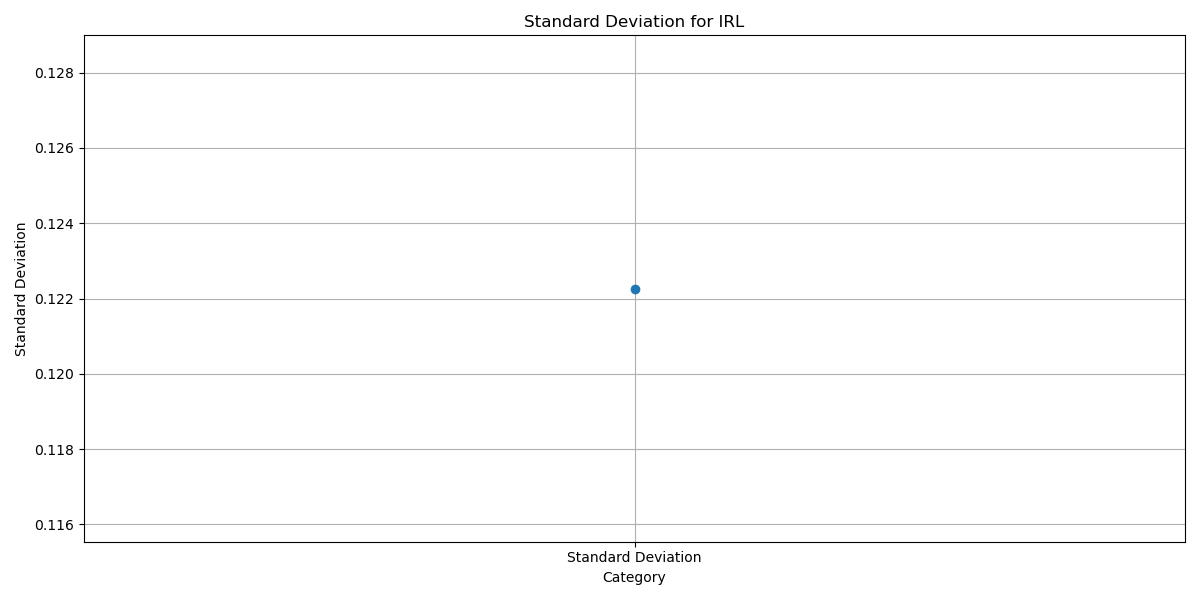 Standard Deviation for IRL
0.128
0.126
0.124
0.122
0.120
0.118
0.116
Standard Deviation
Standard Deviation
Category